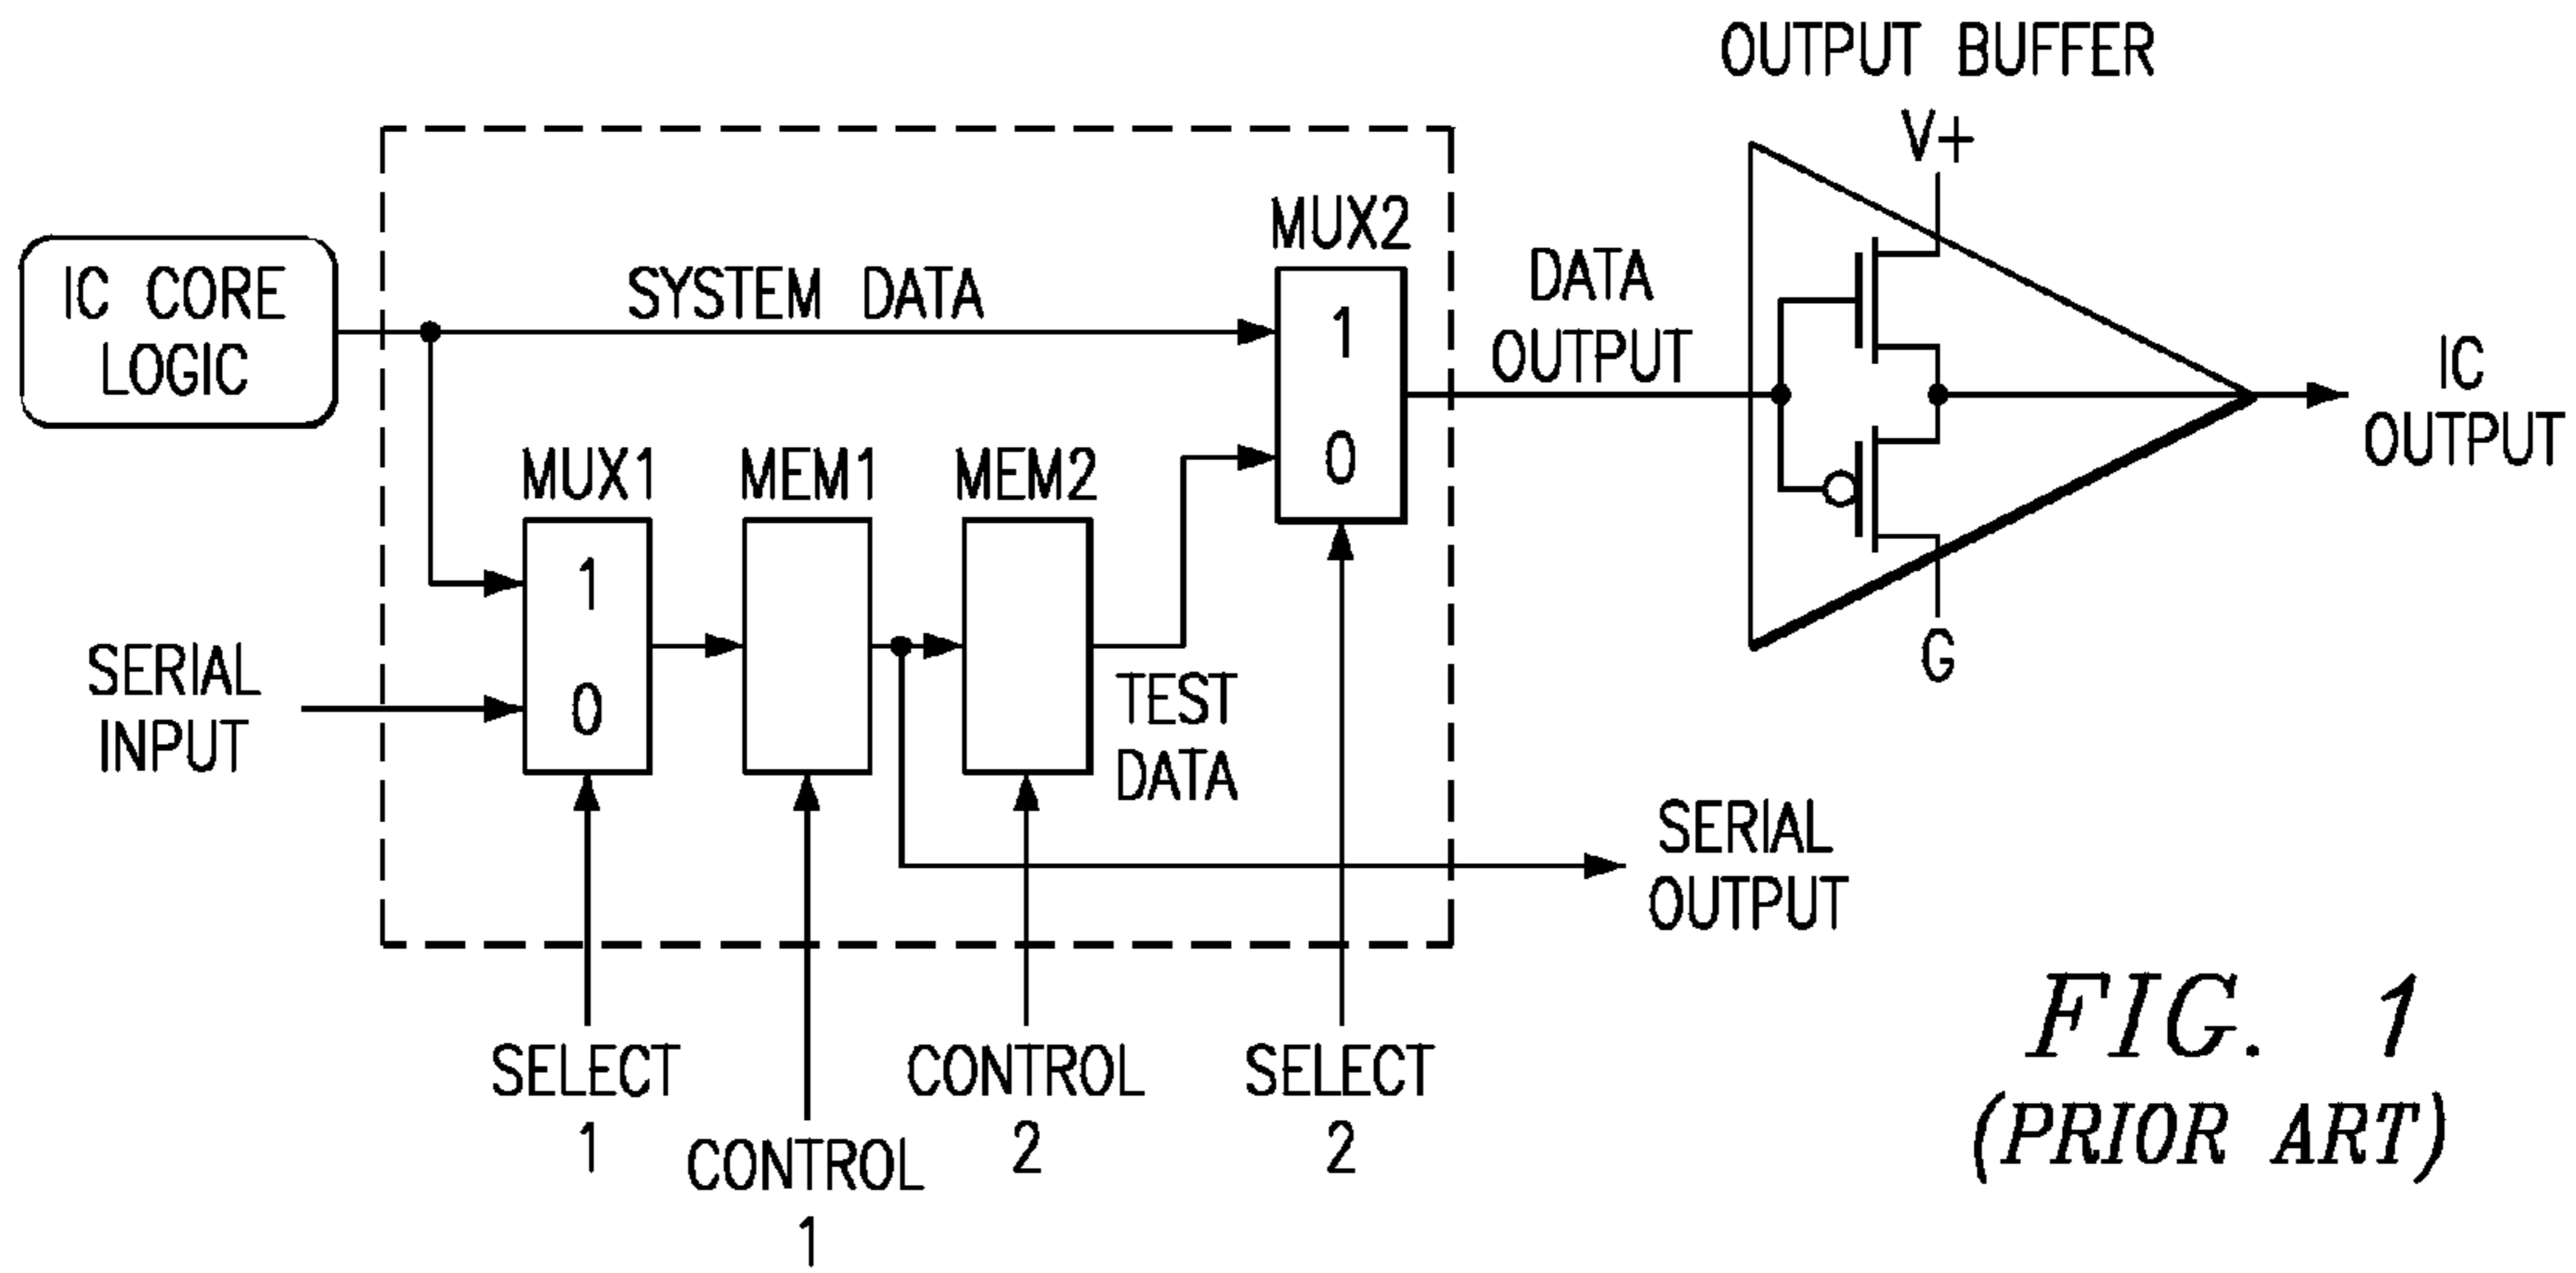 OUTPUT BUFFER
V+
MUX2
IC CORE
LOGIC
SYSTEM DATA
1
0
DATA
OUTPUT
IC
OUTPUT
MUX1
MEM1
MEM2
1
0
SERIAL
INPUT
TEST
DATA
G
SERIAL
OUTPUT
SELECT
1
CONTROL
1
CONTROL
2
SELECT
2
FIG. 1
(PRIOR ART)